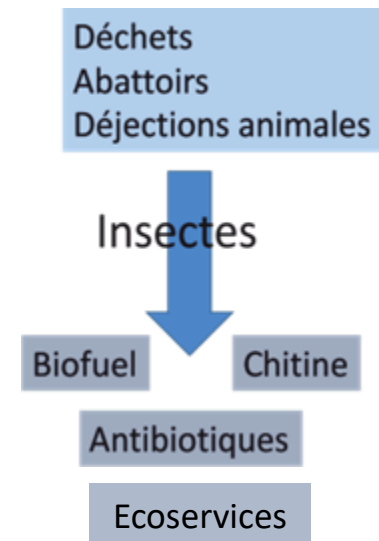 Déchets
Abattoirs
Déjections animales
Insectes
Biofuel
Chitine
Antibiotiques
Ecoservices